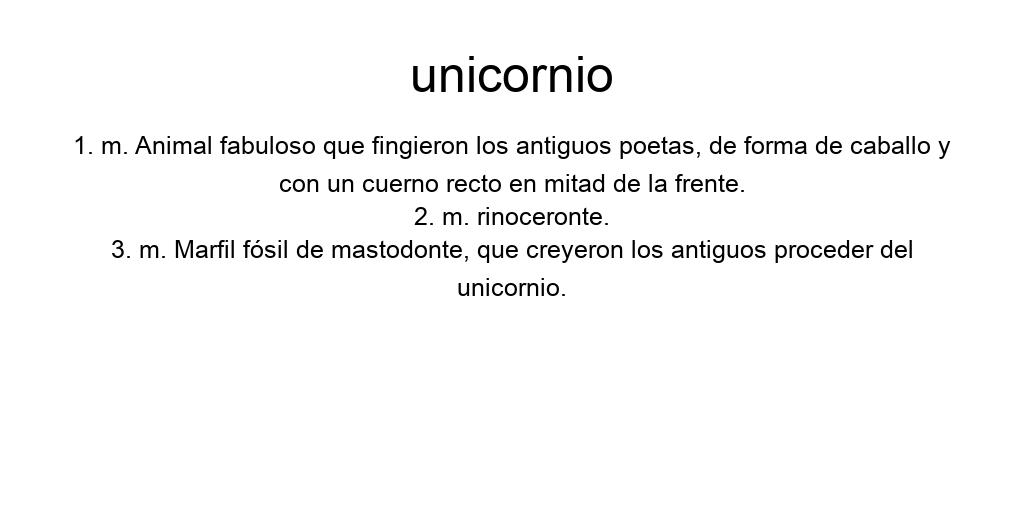 unicornio
1. m. Animal fabuloso que fingieron los antiguos poetas, de forma de caballo y
con un cuerno recto en mitad de la frente.
2. m. rinoceronte.
3. m. Marfil fósil de mastodonte, que creyeron los antiguos proceder del
unicornio.